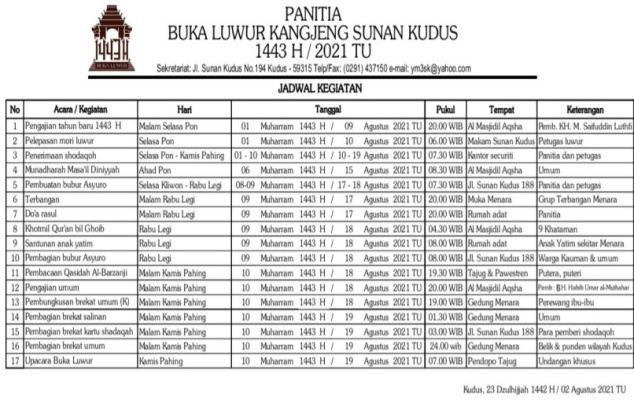 1443 H
BUKA LUWUR
PANITIA
BUKA LUWUR KANGJENG SUNAN KUDUS
1443 H / 2021 TU
Sekretariat: Jl. Sunan Kudus No.194 Kudus - 59315 Telp/Fax: (0291) 437150 e-mail: ym3sk@yahoo.com
JADWAL KEGIATAN
No Acara / Kegiatan Hari Tanggal Pukul Tempat Keterangan
1 Pengajian tahun baru 1443 H Malam Selasa Pon 01 Muharram 1443 H / 09 Agustus 2021 TU 20.00 WIB Al Masjidil Aqsha Pemb. KH. M. Saifuddin Luthfi
2 Pelepasan mori luwur Selasa Pon 01 Muharram 1443 H / 10 Agustus 2021 TU 06.00 WIB Makam Sunan Kudus Petugas luwur
3 Penerimaan shodaqoh Selasa Pon - Kamis Pahing 01 - 10 Muharram 1443 H / 10 - 19 Agustus 2021 TU 07.30 WIB Kantor securiti Panitia dan petugas
4 Munadharah Masa'il Diniyyah Ahad Pon 06 Muharram 1443 H / 15 Agustus 2021 TU 08.30 WIB Al Masjidil Aqsha Umum
5 Pembuatan bubur Asyuro Selasa Kliwon - Rabu Legi 08-09 Muharram 1443 H / 17 - 18 Agustus 2021 TU 07.30 WIB Jl. Sunan Kudus 188 Panitia dan petugas
6 Terbangan Malam Rabu Legi 09 Muharram 1443 H / 17 Agustus 2021 TU 20.00 WIB Muka Menara Grup Terbangan Menara
7 Do'a rasul Malam Rabu Legi 09 Muharram 1443 H / 17 Agustus 2021 TU 20.00 WIB Rumah adat Panitia
8 Khotmil Qur'an bil Ghoib Rabu Legi 09 Muharram 1443 H / 18 Agustus 2021 TU 04.30 WIB Al Masjidil Aqsha 9 Khataman
9 Santunan anak yatim Rabu Legi 09 Muharram 1443 H / 18 Agustus 2021 TU 08.00 WIB Rumah adat Anak Yatim sekitar Menara
10 Pembagian bubur Asyuro Rabu Legi 09 Muharram 1443 H / 18 Agustus 2021 TU 08.00 WIB Jl. Sunan Kudus 188 Warga Kauman & umum
11 Pembacaan Qasidah Al-Barzanji Malam Kamis Pahing 10 Muharram 1443 H / 18 Agustus 2021 TU 19.30 WIB Tajug & Pawestren Putera, puteri
12 Pengajian umum Malam Kamis Pahing 10 Muharram 1443 H / 18 Agustus 2021 TU 20.00 WIB Al Masjidil Aqsha Pemb : H. Habib Umar al-Muthahar
13 Pembungkusan brekat umum (K) Malam Kamis Pahing 10 Muharram 1443 H / 18 Agustus 2021 TU 19.00 WIB Gedung Menara Perewang ibu-ibu
14 Pembagian brekat salinan Malam Kamis Pahing 10 Muharram 1443 H / 19 Agustus 2021 TU 01.30 WIB Gedung Menara Umum
15 Pembagian brekat kartu shadaqah Malam Kamis Pahing 10 Muharram 1443 H / 19 Agustus 2021 TU 03.00 WIB Jl. Sunan Kudus 188 Para pemberi shodaqoh
16 Pembagian brekat umum Malam Kamis Pahing 10 Muharram 1443 H / 19 Agustus 2021 TU 24.00 wib Gedung Menara Belik & punden wilayah Kudus
17 Upacara Buka Luwur Kamis Pahing 10 Muharram 1443 H / 19 Agustus 2021 TU 07.00 WIB Pendopo Tajug Undangan khusus
Kudus, 23 Dzulhijjah 1442 H / 02 Agustus 2021 TU